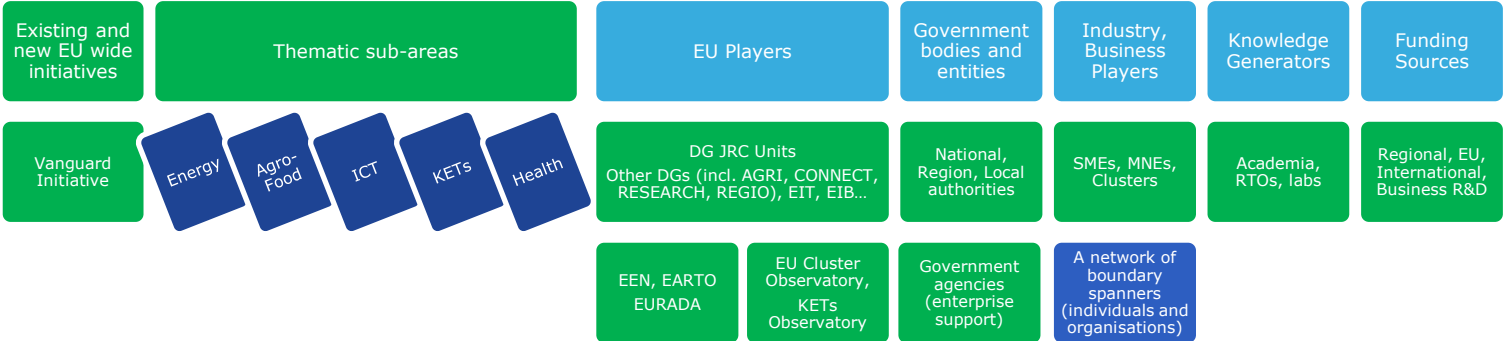 Existing and
new EU wide
initiatives
Thematic sub-areas
EU Players
Government
bodies and
entities
Industry,
Business
Players
Knowledge
Generators
Funding
Sources
Vanguard
Initiative
Energy
Agro-
Food
ICT
KETs
Health
DG JRC Units
Other DGs (incl. AGRI, CONNECT,
RESEARCH, REGIO), EIT, EIB…
National,
Region, Local
authorities
SMEs, MNEs,
Clusters
Academia,
RTOs, labs
Regional, EU,
International,
Business R&D
EEN, EARTO
EURADA
EU Cluster
Observatory,
KETs
Observatory
Government
agencies
(enterprise
support)
A network of
boundary
spanners
(individuals and
organisations)